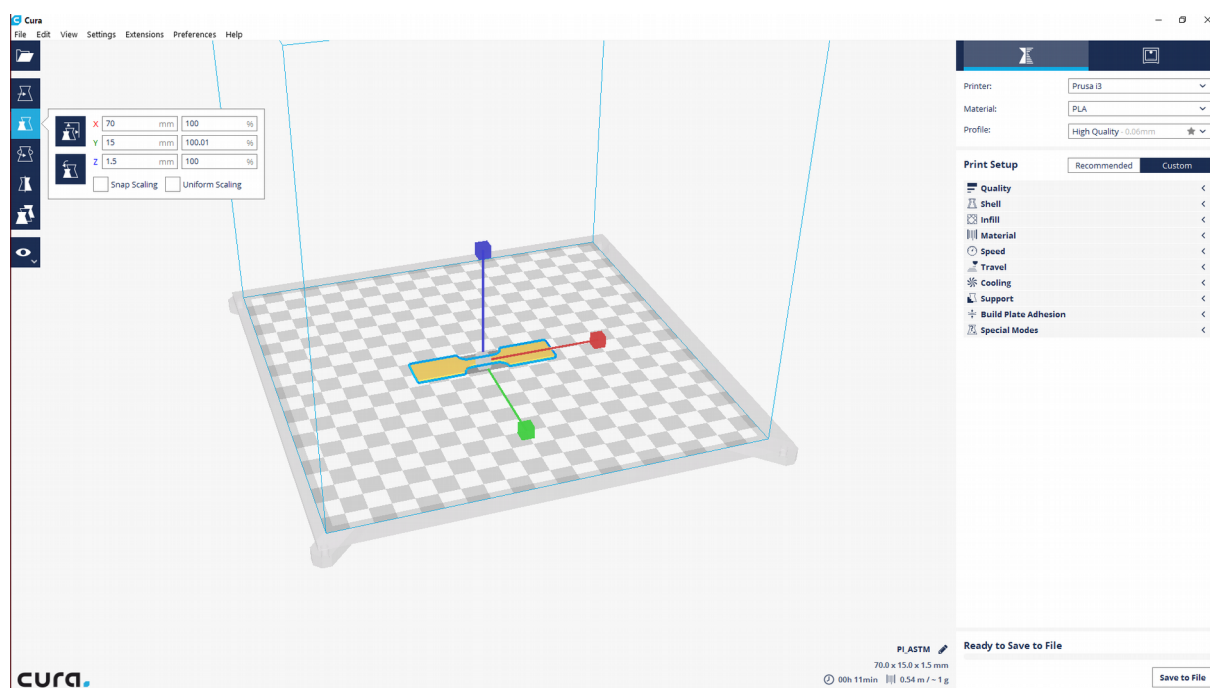 Cura
File Edit View Settings Extensions Preferences Help
X 70 mm 100 %
Y 15 mm 100.01 %
Z 1.5 mm 100 %
Snap Scaling Uniform Scaling
Printer: Prusa i3
Material: PLA
Profile: High Quality - 0.06mm
Print Setup Recommended Custom
Quality
Shell
Infill
Material
Speed
Travel
Cooling
Support
Build Plate Adhesion
Special Modes
PI_ASTM
70.0 x 15.0 x 1.5 mm
00h 11min 0.54 m / ~ 1 g
Ready to Save to File
Save to File
cura.